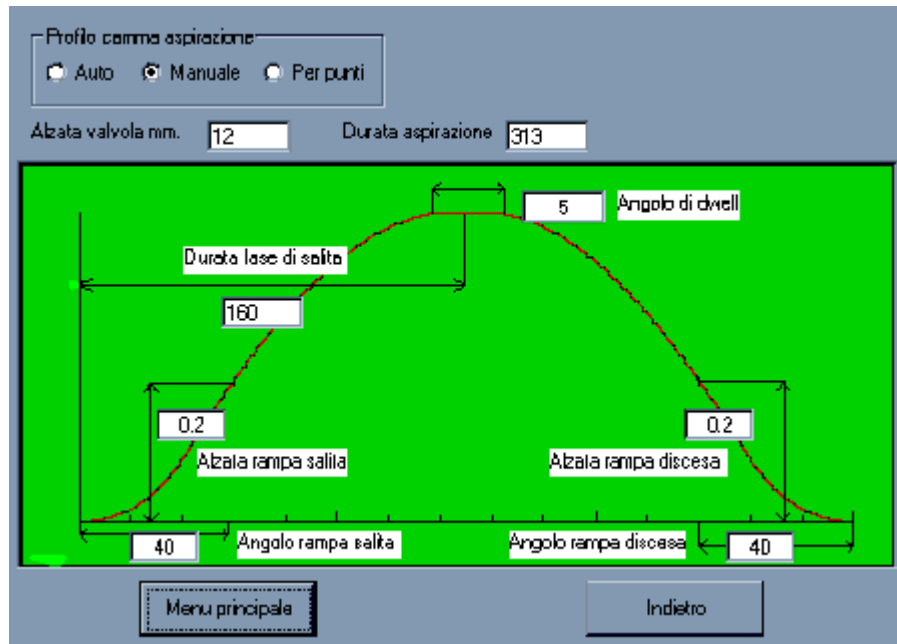 Profilo camma aspirazione
Auto Manuale Per punti
Alzata valvola mm. 12 Durata aspirazione 313
5 Angolo di dwell
Durata fase di salita
160
0.2 0.2
Alzata rampa salita Alzata rampa discesa
40 Angolo rampa salita Angolo rampa discesa 40
Menu principale Indietro